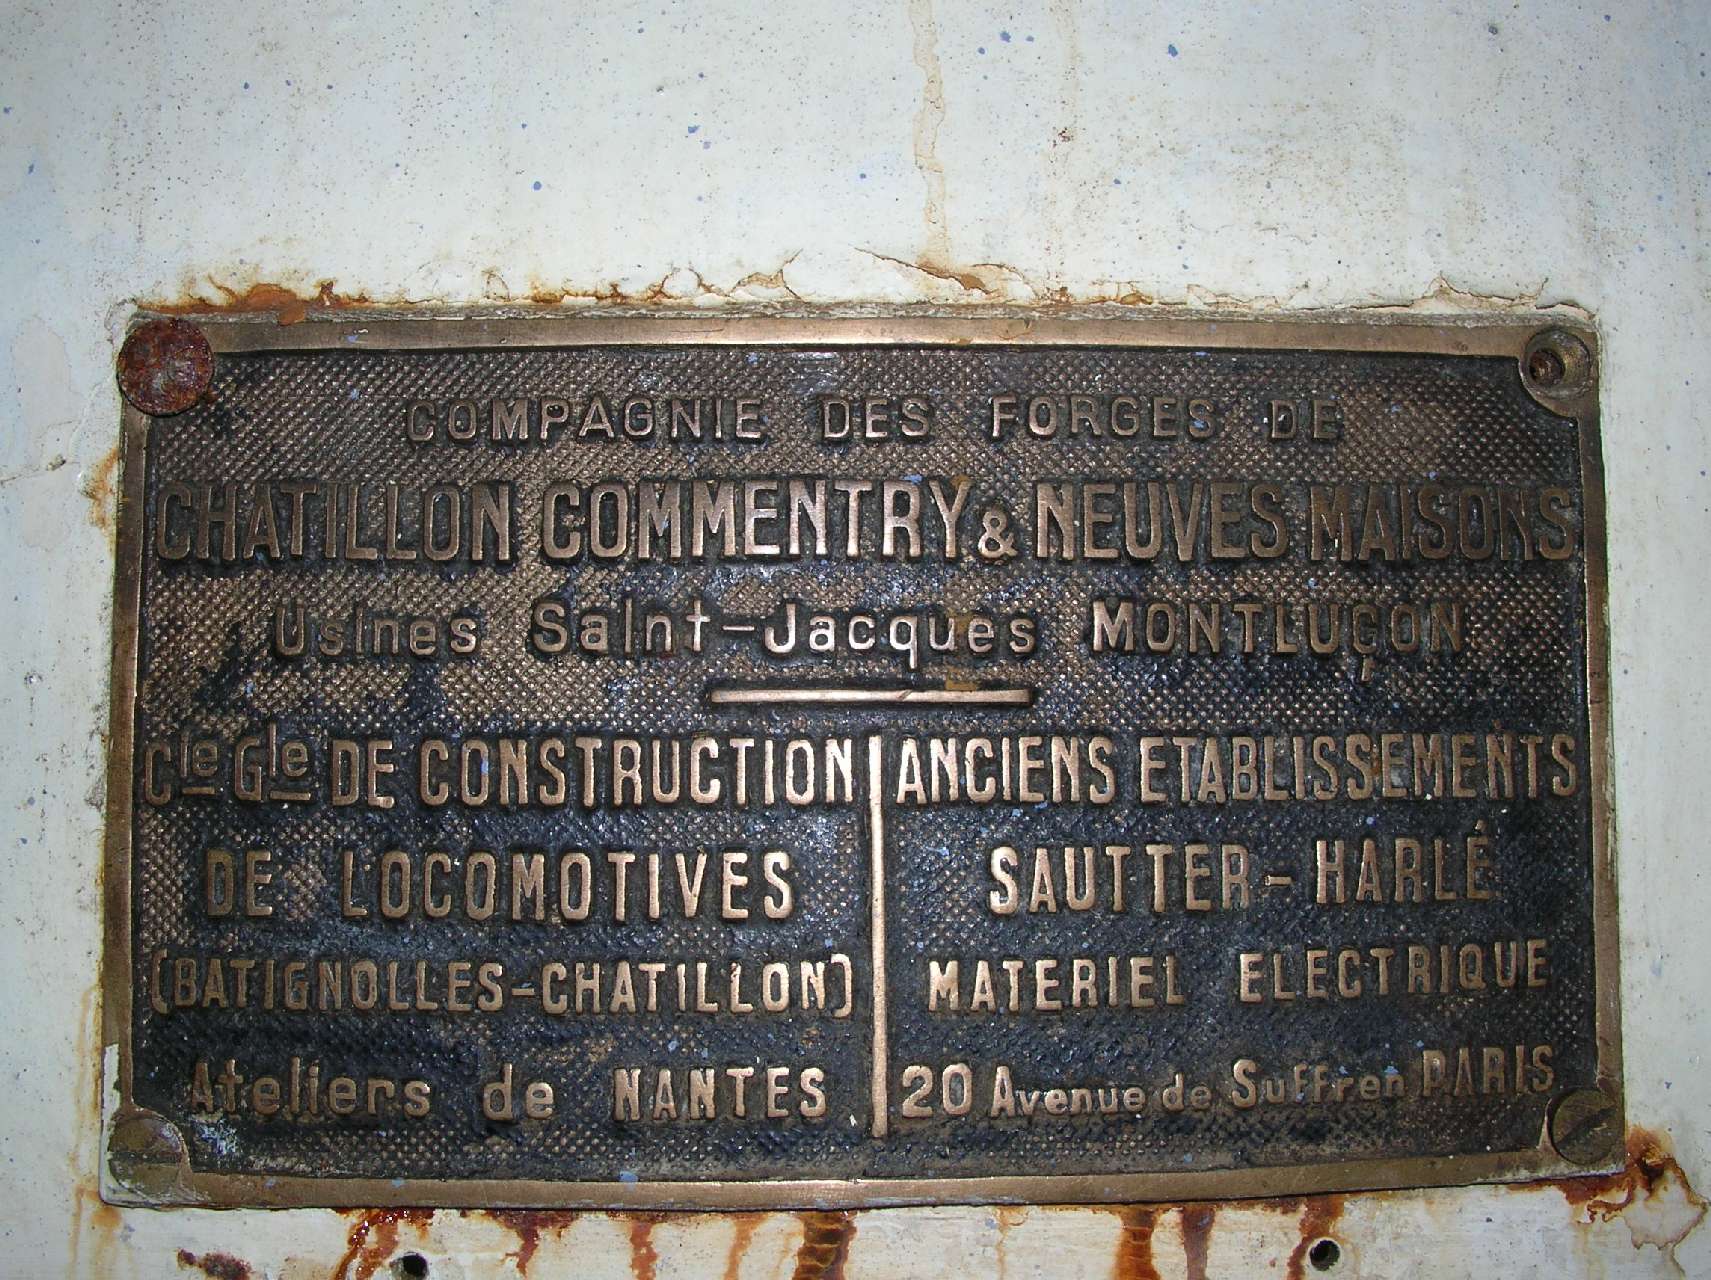 COMPAGNIE DES FORGES DE
CHATILLON COMMENTRY & NEUVES MAISONS
Usines Saint-Jacques MONTLUÇON
Cie Gle DE CONSTRUCTION
DE LOCOMOTIVES
(BATIGNOLLES-CHATILLON)
Ateliers de NANTES
ANCIENS ETABLISSEMENTS
SAUTTER-HARLÉ
MATERIEL ELECTRIQUE
20 Avenue de Suffren PARIS